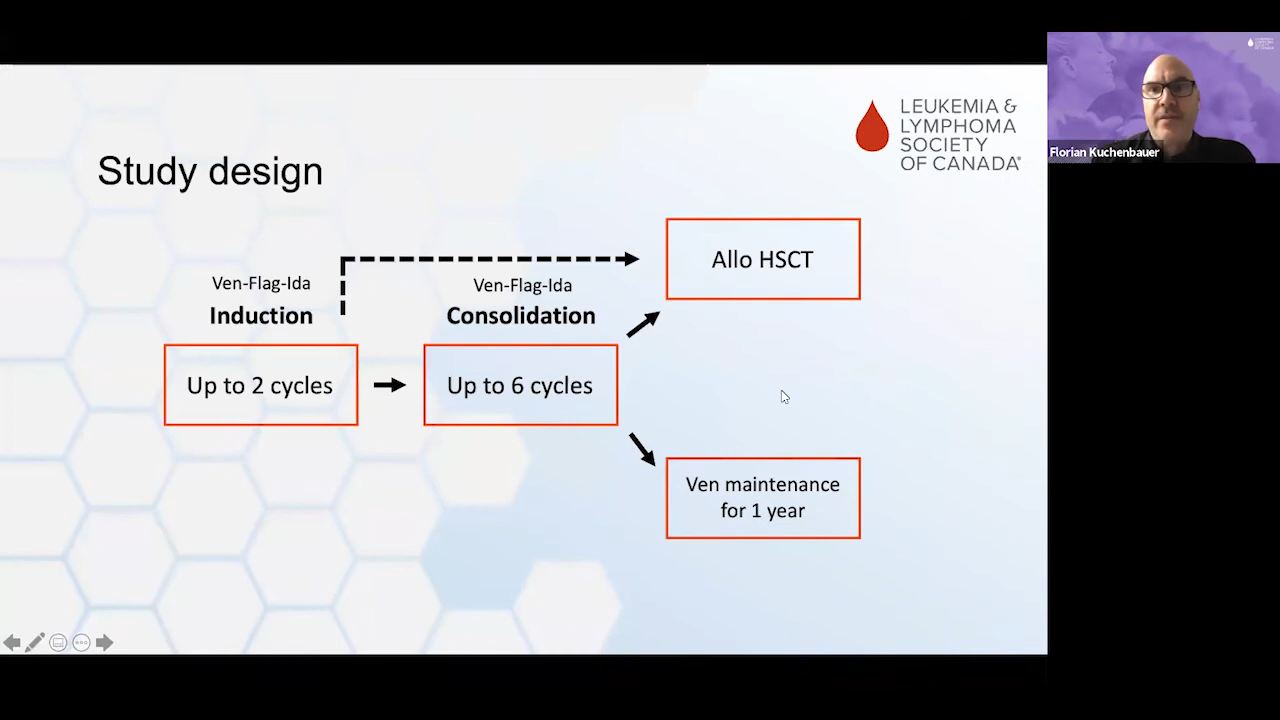 Study design
LEUKEMIA &
LYMPHOMA
SOCIETY
OF CANADA®
Ven-Flag-Ida
Induction
Up to 2 cycles
Ven-Flag-Ida
Consolidation
Up to 6 cycles
Allo HSCT
Ven maintenance
for 1 year
Florian Kuchenbauer